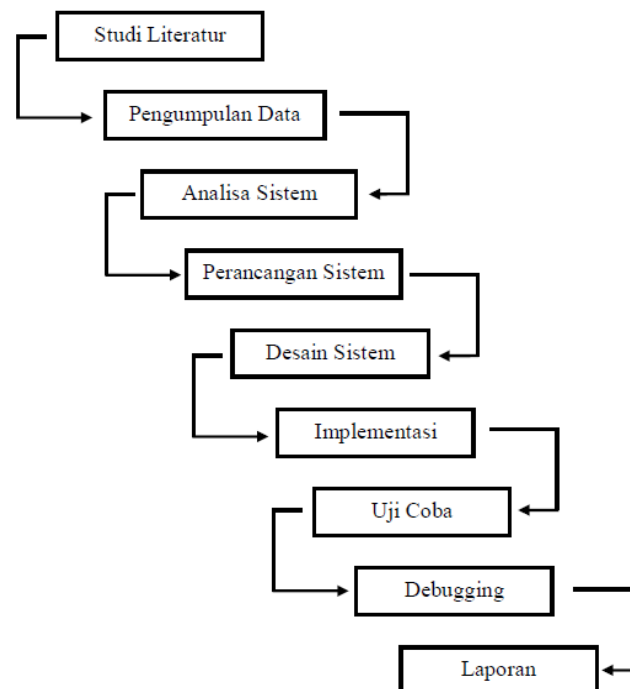 Studi Literatur
Pengumpulan Data
Analisa Sistem
Perancangan Sistem
Desain Sistem
Implementasi
Uji Coba
Debugging
Laporan